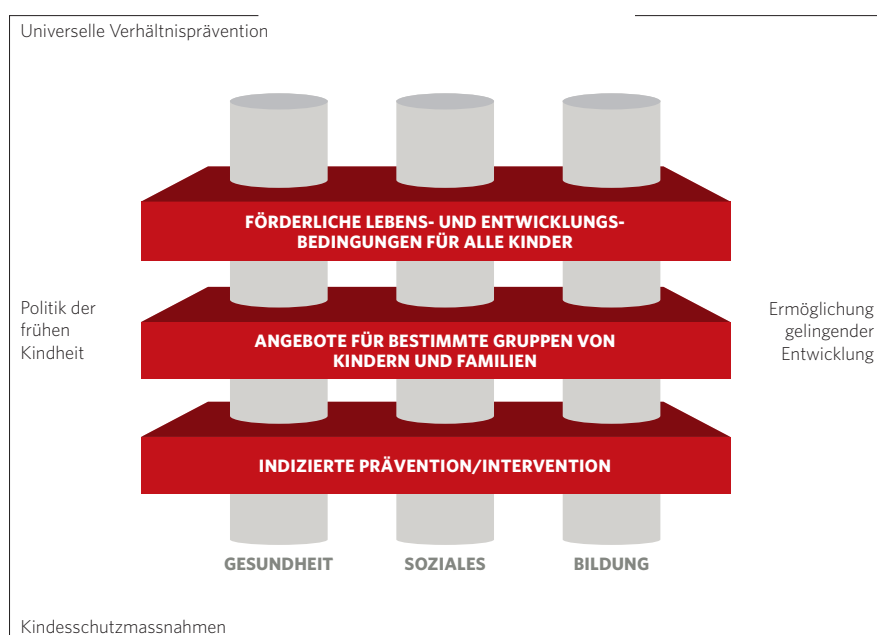 Universelle Verhältnisprävention
FÖRDERLICHE LEBENS- UND ENTWICKLUNGS-
BEDINGUNGEN FÜR ALLE KINDER
Politik der
frühen
Kindheit
ANGEBOTE FÜR BESTIMMTE GRUPPEN VON
KINDERN UND FAMILIEN
Ermöglichung
gelingender
Entwicklung
INDIZIERTE PRÄVENTION/INTERVENTION
GESUNDHEIT
SOZIALES
BILDUNG
Kindesschutzmassnahmen